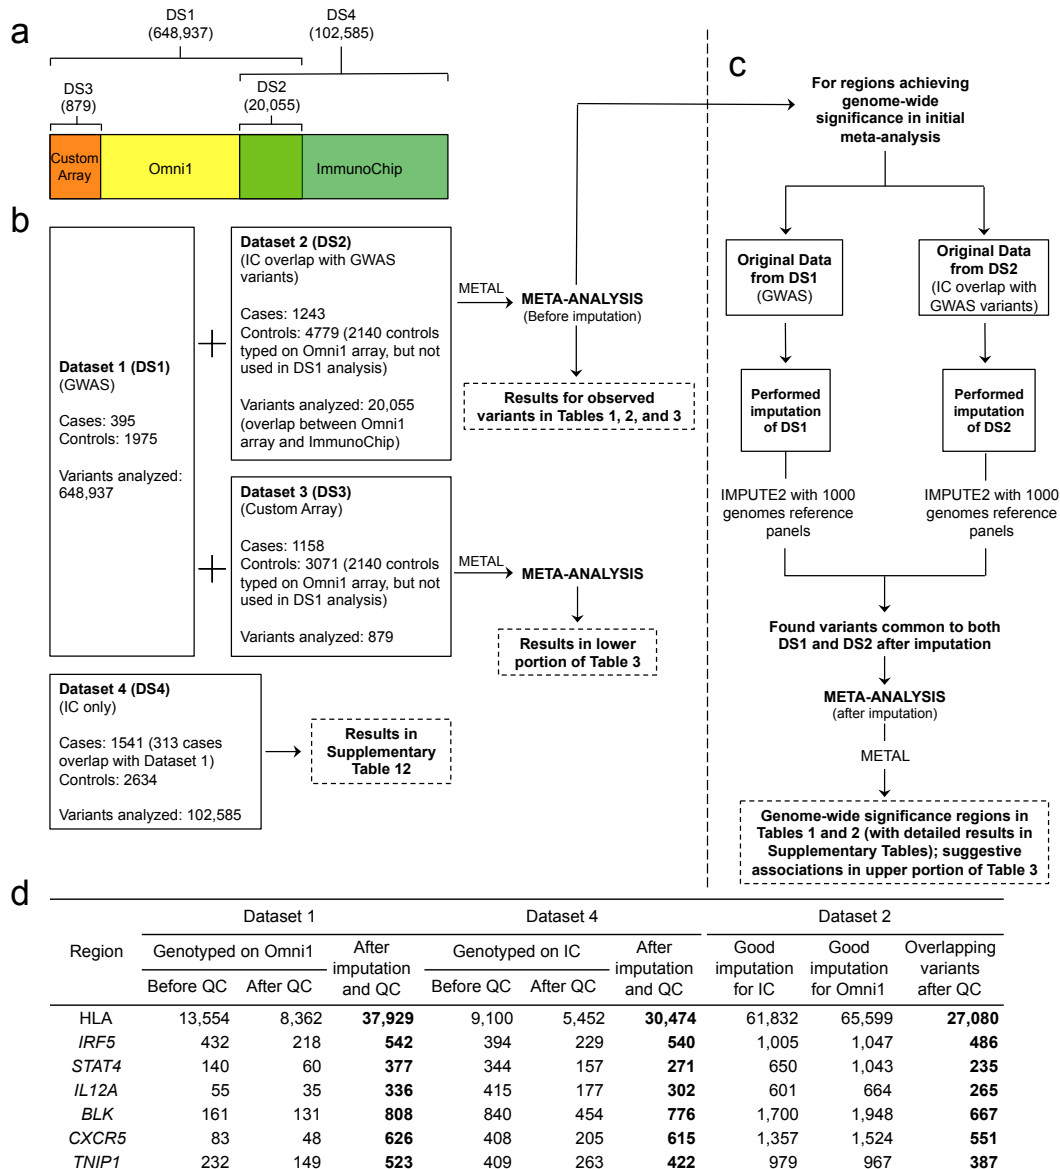 a
DS1
(648,937)
DS4
(102,585)
DS3
(879)
DS2
(20,055)
Custom
Array
Omni1
ImmunoChip
b
Dataset 1 (DS1)
(GWAS)
Cases: 395
Controls: 1975
Variants analyzed:
648,937
Dataset 2 (DS2)
(IC overlap with GWAS
variants)
Cases: 1243
Controls: 4779 (2140 controls
typed on Omni1 array, but not
used in DS1 analysis)
Variants analyzed: 20,055
(overlap between Omni1
array and ImmunoChip)
METAL
META-ANALYSIS
(Before imputation)
Results for observed
variants in Tables 1, 2, and 3
Dataset 3 (DS3)
(Custom Array)
Cases: 1158
Controls: 3071 (2140 controls
typed on Omni1 array, but not
used in DS1 analysis)
Variants analyzed: 879
METAL
META-ANALYSIS
Results in lower
portion of Table 3
Dataset 4 (DS4)
(IC only)
Cases: 1541 (313 cases
overlap with Dataset 1)
Controls: 2634
Variants analyzed: 102,585
Results in
Supplementary
Table 12
c
For regions achieving
genome-wide
significance in initial
meta-analysis
Original Data
from DS1
(GWAS)
Original Data
from DS2
(IC overlap with
GWAS variants)
Performed
imputation
of DS1
Performed
imputation
of DS2
IMPUTE2 with 1000
genomes reference
panels
IMPUTE2 with 1000
genomes reference
panels
Found variants common to both
DS1 and DS2 after imputation
META-ANALYSIS
(after imputation)
METAL
Genome-wide significance regions in
Tables 1 and 2 (with detailed results in
Supplementary Tables); suggestive
associations in upper portion of Table 3
d
Dataset 1 Dataset 4 Dataset 2
Region Genotyped on Omni1 After imputation and QC Genotyped on IC After imputation and QC Good imputation for IC Good imputation for Omni1 Overlapping variants after QC
Before QC After QC Before QC After QC
HLA 13,554 8,362 37,929 9,100 5,452 30,474 61,832 65,599 27,080
IRF5 432 218 542 394 229 540 1,005 1,047 486
STAT4 140 60 377 344 157 271 650 1,043 235
IL12A 55 35 336 415 177 302 601 664 265
BLK 161 131 808 840 454 776 1,700 1,948 667
CXCR5 83 48 626 408 205 615 1,357 1,524 551
TNIP1 232 149 523 409 263 422 979 967 387